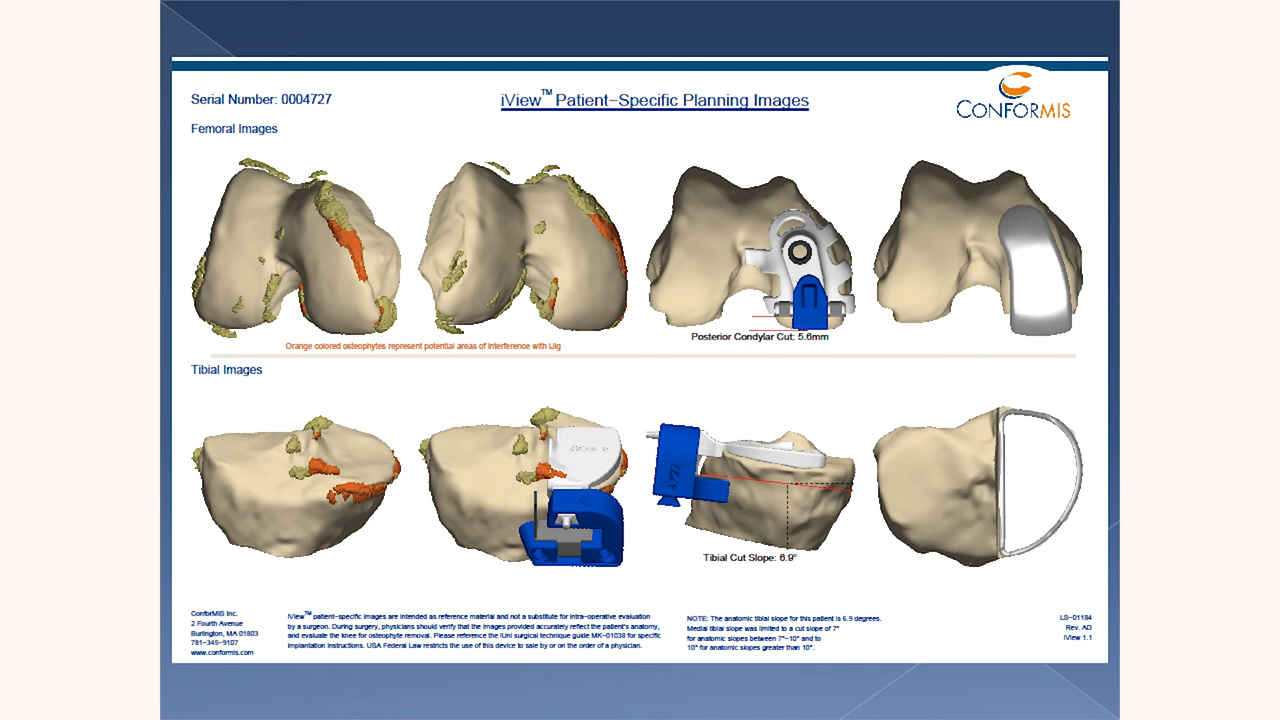 Serial Number: 0004727
iView™ Patient-Specific Planning Images
CONFORMIS
Femoral Images
Posterior Condylar Cut: 5.6mm
Orange colored osteophytes represent potential areas of interference with iJig
Tibial Images
Tibial Cut Slope: 6.9°
ConforMIS Inc.
2 Fourth Avenue
Burlington, MA 01803
781-345-9107
www.conformis.com
iView™ patient-specific images are intended as reference material and not a substitute for intra-operative evaluation
by a surgeon. During surgery, physicians should verify that the images provided accurately reflect the patient's anatomy,
and evaluate the knee for osteophyte removal. Please reference the iUni surgical technique guide MK-01038 for specific
implantation instructions. USA Federal Law restricts the use of this device to sale by or on the order of a physician.
NOTE: The anatomic tibial slope for this patient is 6.9 degrees.
Medial tibial slope was limited to a cut slope of 7°
for anatomic slopes between 7°-10° and to
10° for anatomic slopes greater than 10°.
LS-01184
Rev. AD
iView 1.1